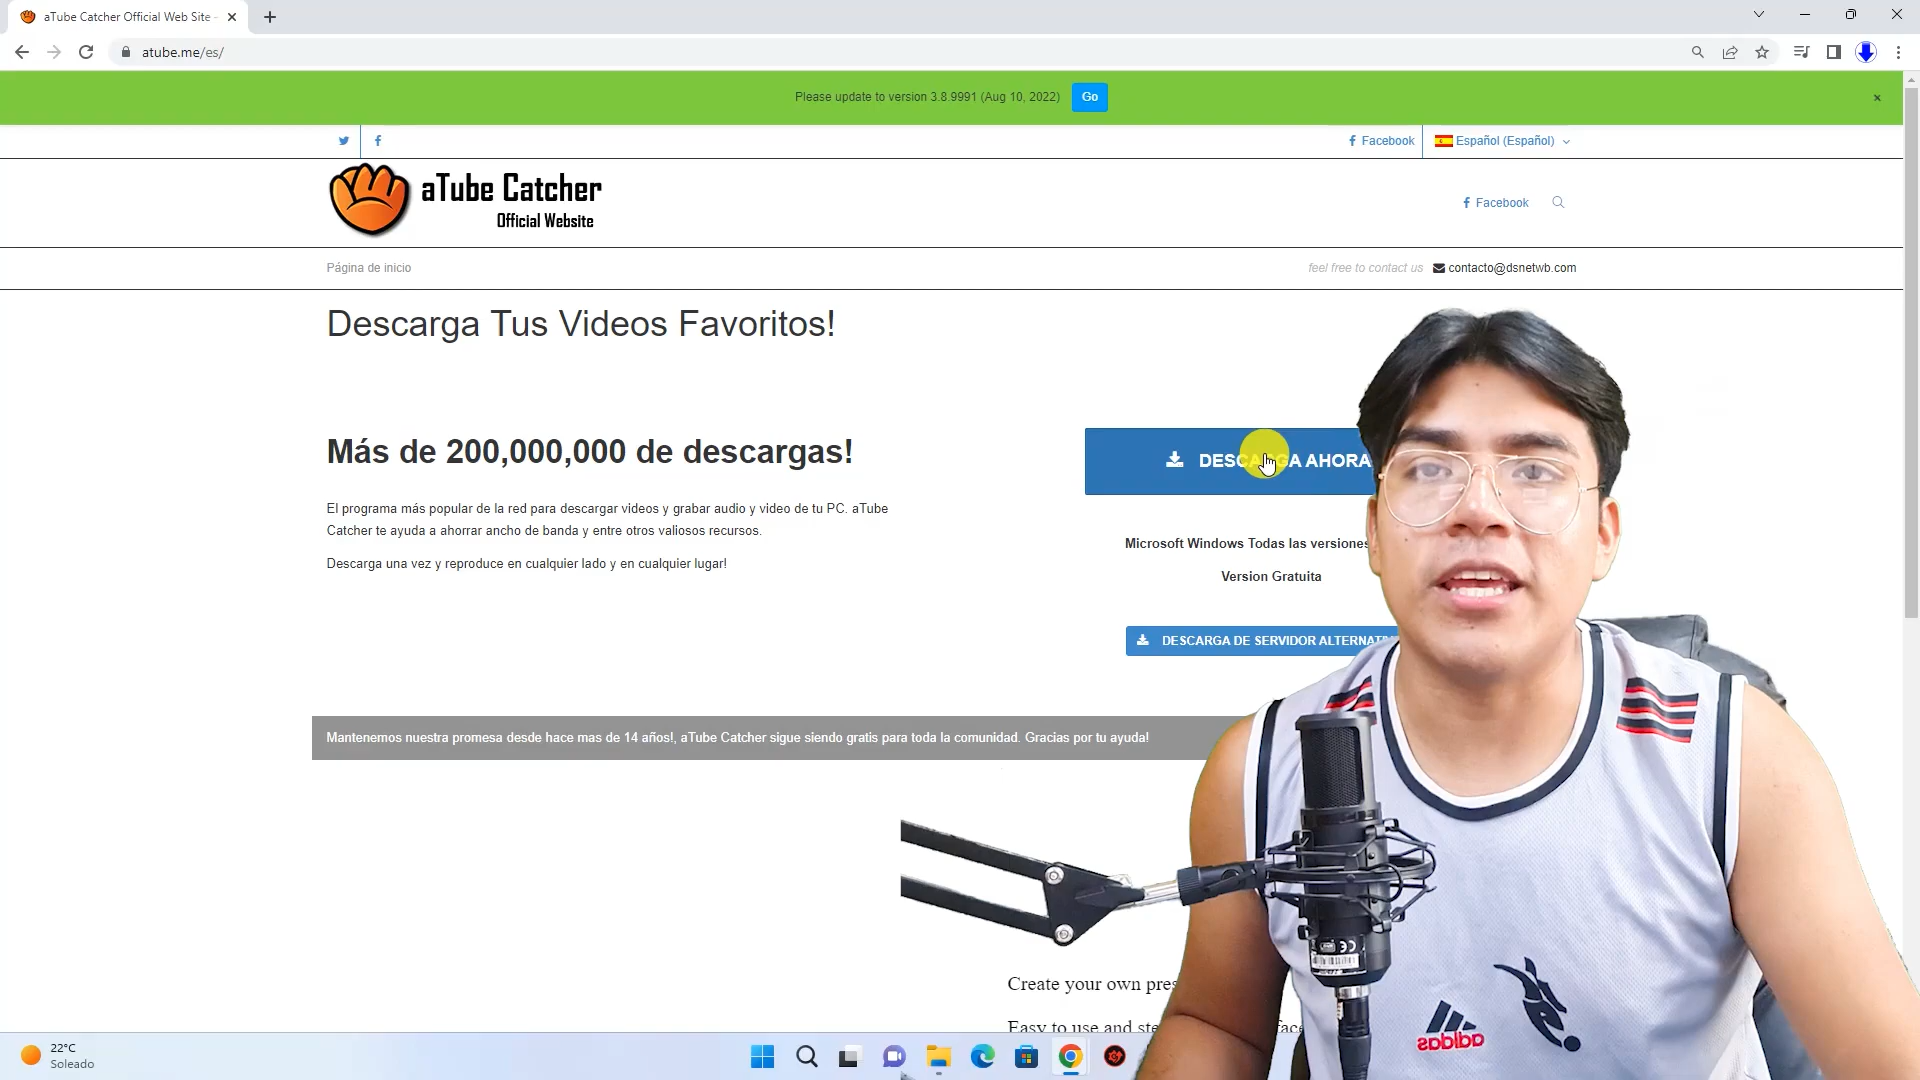 aTube Catcher Official Web Site -
atube.me/es/
Please update to version 3.8.9991 (Aug 10, 2022) Go
Facebook
Español (Español)
aTube Catcher
Official Website
Facebook
Página de inicio
feel free to contact us contacto@dsnetwb.com
Descarga Tus Videos Favoritos!
Más de 200,000,000 de descargas!
El programa más popular de la red para descargar videos y grabar audio y video de tu PC. aTube
Catcher te ayuda a ahorrar ancho de banda y entre otros valiosos recursos.
Descarga una vez y reproduce en cualquier lado y en cualquier lugar!
DESCARGA AHORA
Microsoft Windows Todas las versiones
Version Gratuita
DESCARGA DE SERVIDOR
Mantenemos nuestra promesa desde hace mas de 14 años!, aTube Catcher sigue siendo gratis para toda la comunidad. Gracias por tu ayuda!
Create your own
Easy to use and
22°C
Soleado
adidas
CE